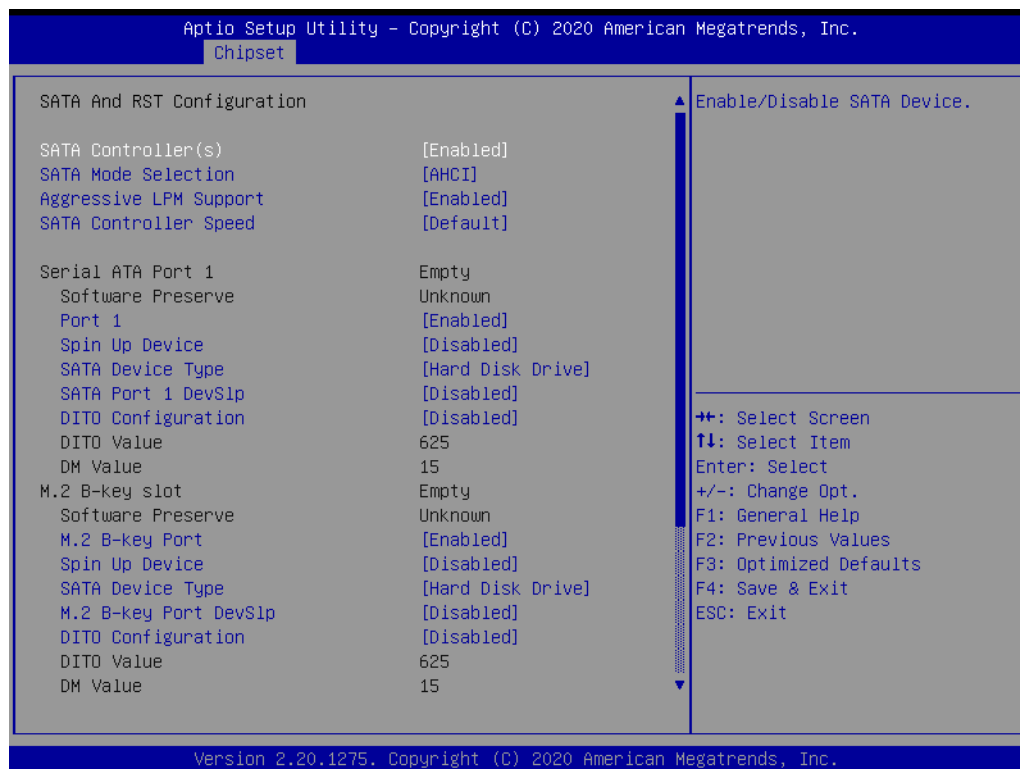 Aptio Setup Utility – Copyright (C) 2020 American Megatrends, Inc.
Chipset
SATA And RST Configuration
SATA Controller(s) [Enabled]
SATA Mode Selection [AHCI]
Aggressive LPM Support [Enabled]
SATA Controller Speed [Default]
Serial ATA Port 1 Empty
Software Preserve Unknown
Port 1 [Enabled]
Spin Up Device [Disabled]
SATA Device Type [Hard Disk Drive]
SATA Port 1 DevSlp [Disabled]
DITO Configuration [Disabled]
DITO Value 625
DM Value 15
M.2 B-key slot Empty
Software Preserve Unknown
M.2 B-key Port [Enabled]
Spin Up Device [Disabled]
SATA Device Type [Hard Disk Drive]
M.2 B-key Port DevSlp [Disabled]
DITO Configuration [Disabled]
DITO Value 625
DM Value 15
Enable/Disable SATA Device.
→←: Select Screen
↑↓: Select Item
Enter: Select
+/-: Change Opt.
F1: General Help
F2: Previous Values
F3: Optimized Defaults
F4: Save & Exit
ESC: Exit
Version 2.20.1275. Copyright (C) 2020 American Megatrends, Inc.